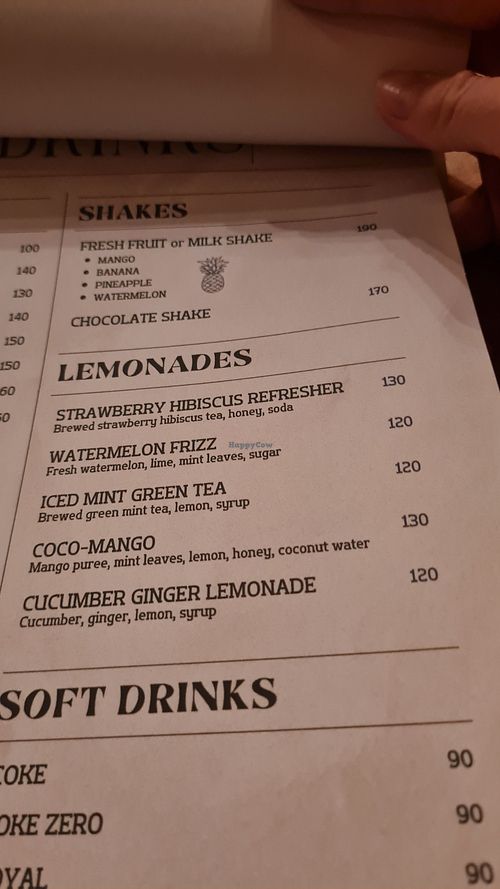 DRINKS
100
140
130
140
150
150
60
SHAKES
FRESH FRUIT or MILK SHAKE 190
• MANGO
• BANANA
• PINEAPPLE
• WATERMELON
CHOCOLATE SHAKE 170
LEMONADES
STRAWBERRY HIBISCUS REFRESHER 130
Brewed strawberry hibiscus tea, honey, soda
WATERMELON FRIZZ 120
Fresh watermelon, lime, mint leaves, sugar
HappyCow
ICED MINT GREEN TEA 120
Brewed green mint tea, lemon, syrup
COCO-MANGO 130
Mango puree, mint leaves, lemon, honey, coconut water
CUCUMBER GINGER LEMONADE 120
Cucumber, ginger, lemon, syrup
SOFT DRINKS
COKE 90
OKE ZERO 90
OYAL 90